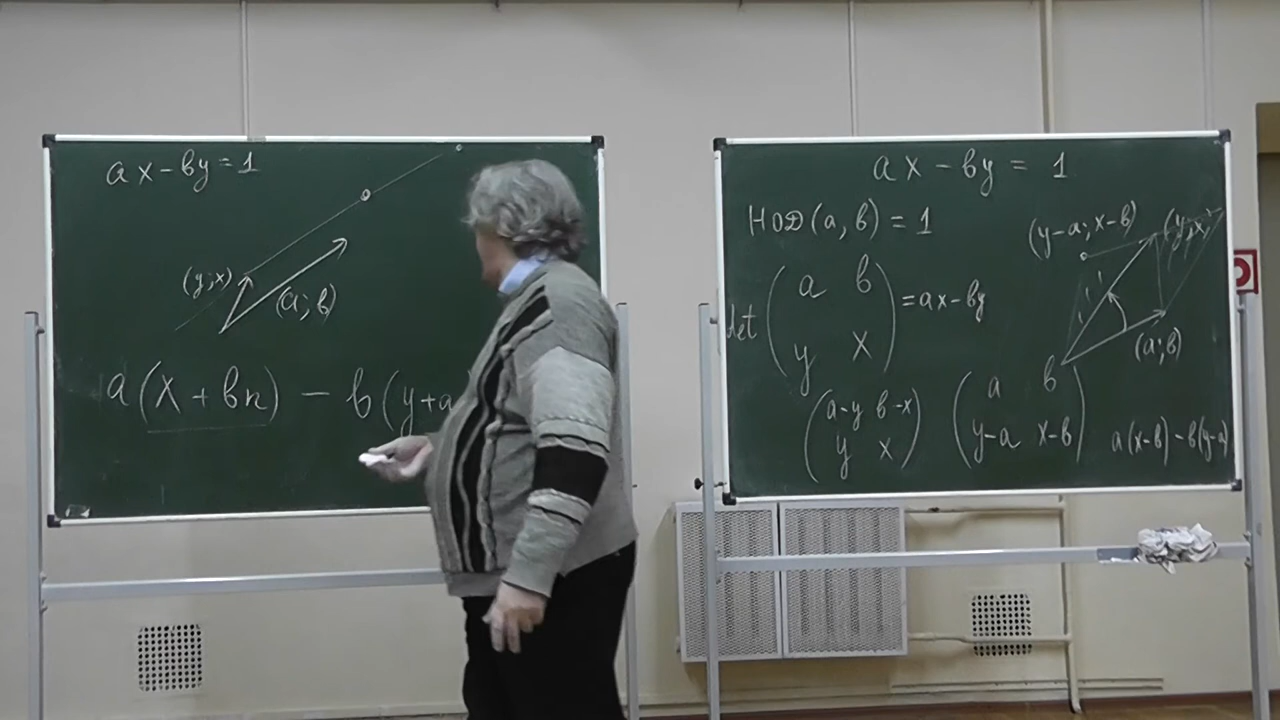 ax - by = 1
(y; x)
(a; b)
a(x + bn) - b(y+a
ax - by = 1
НОД(a, b) = 1
(y-a; x-b)
(y; x)
det ( a b
y x ) = ax - by
(a; b)
( a-y b-x
y x )
( a b
y-a x-b )
a(x-b) - b(y-a)